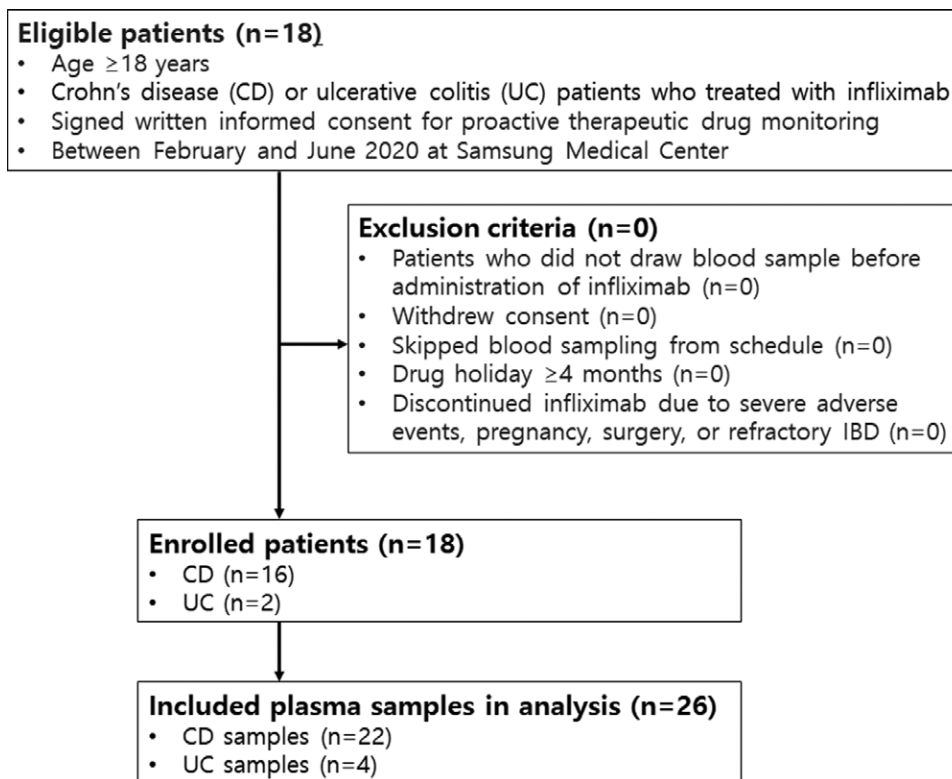 Eligible patients (n=18)
• Age ≥18 years
• Crohn's disease (CD) or ulcerative colitis (UC) patients who treated with infliximab
• Signed written informed consent for proactive therapeutic drug monitoring
• Between February and June 2020 at Samsung Medical Center
Exclusion criteria (n=0)
• Patients who did not draw blood sample before
administration of infliximab (n=0)
• Withdrew consent (n=0)
• Skipped blood sampling from schedule (n=0)
• Drug holiday ≥4 months (n=0)
• Discontinued infliximab due to severe adverse
events, pregnancy, surgery, or refractory IBD (n=0)
Enrolled patients (n=18)
• CD (n=16)
• UC (n=2)
Included plasma samples in analysis (n=26)
• CD samples (n=22)
• UC samples (n=4)